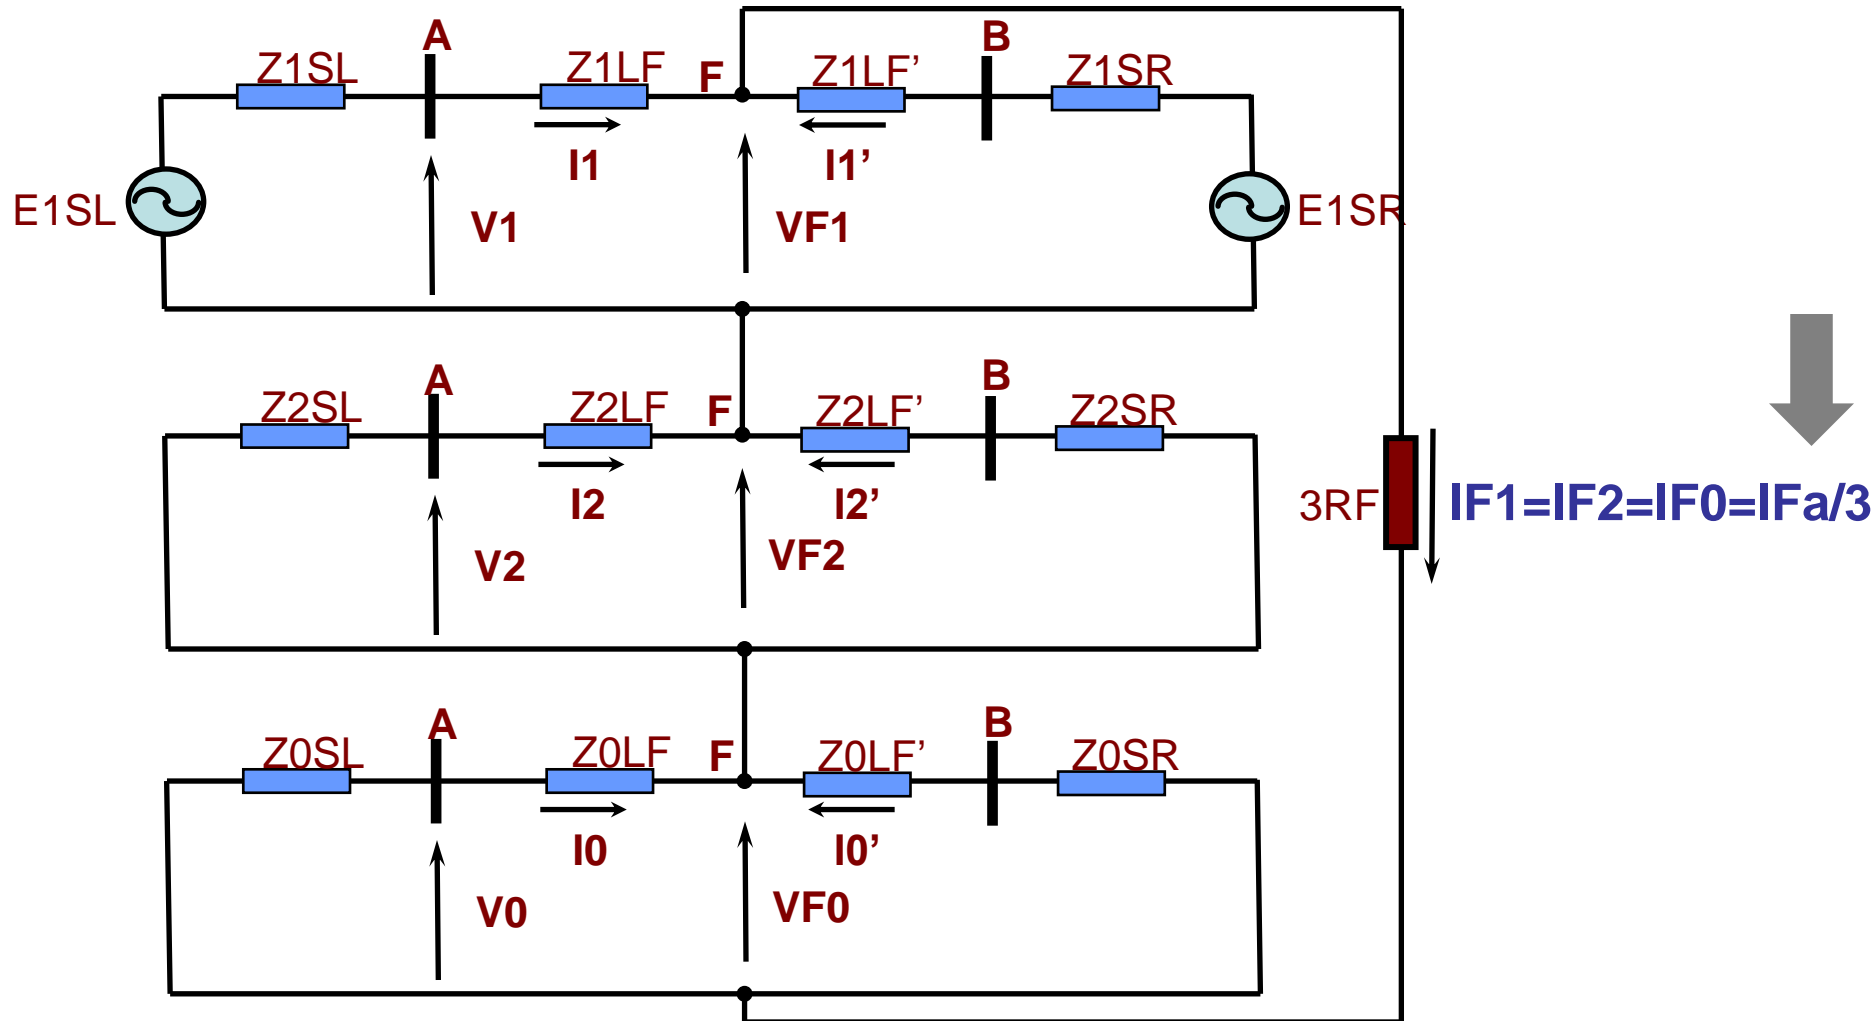 A
B
Z1SL
Z1LF
F
Z1LF’
Z1SR
I1
I1’
E1SL
V1
VF1
E1SR
A
B
Z2SL
Z2LF
F
Z2LF’
Z2SR
I2
I2’
3RF
IF1=IF2=IF0=IFa/3
V2
VF2
A
B
Z0SL
Z0LF
F
Z0LF’
Z0SR
I0
I0’
V0
VF0